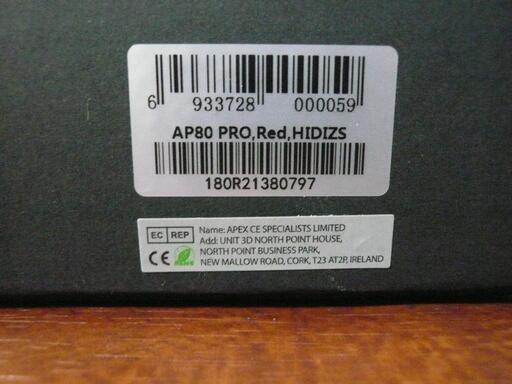 6 933728 000059
AP80 PRO,Red,HIDIZS
180R21380797
EC REP
Name: APEX CE SPECIALISTS LIMITED
Add: UNIT 3D NORTH POINT HOUSE,
NORTH POINT BUSINESS PARK,
NEW MALLOW ROAD, CORK, T23 AT2P, IRELAND
CE